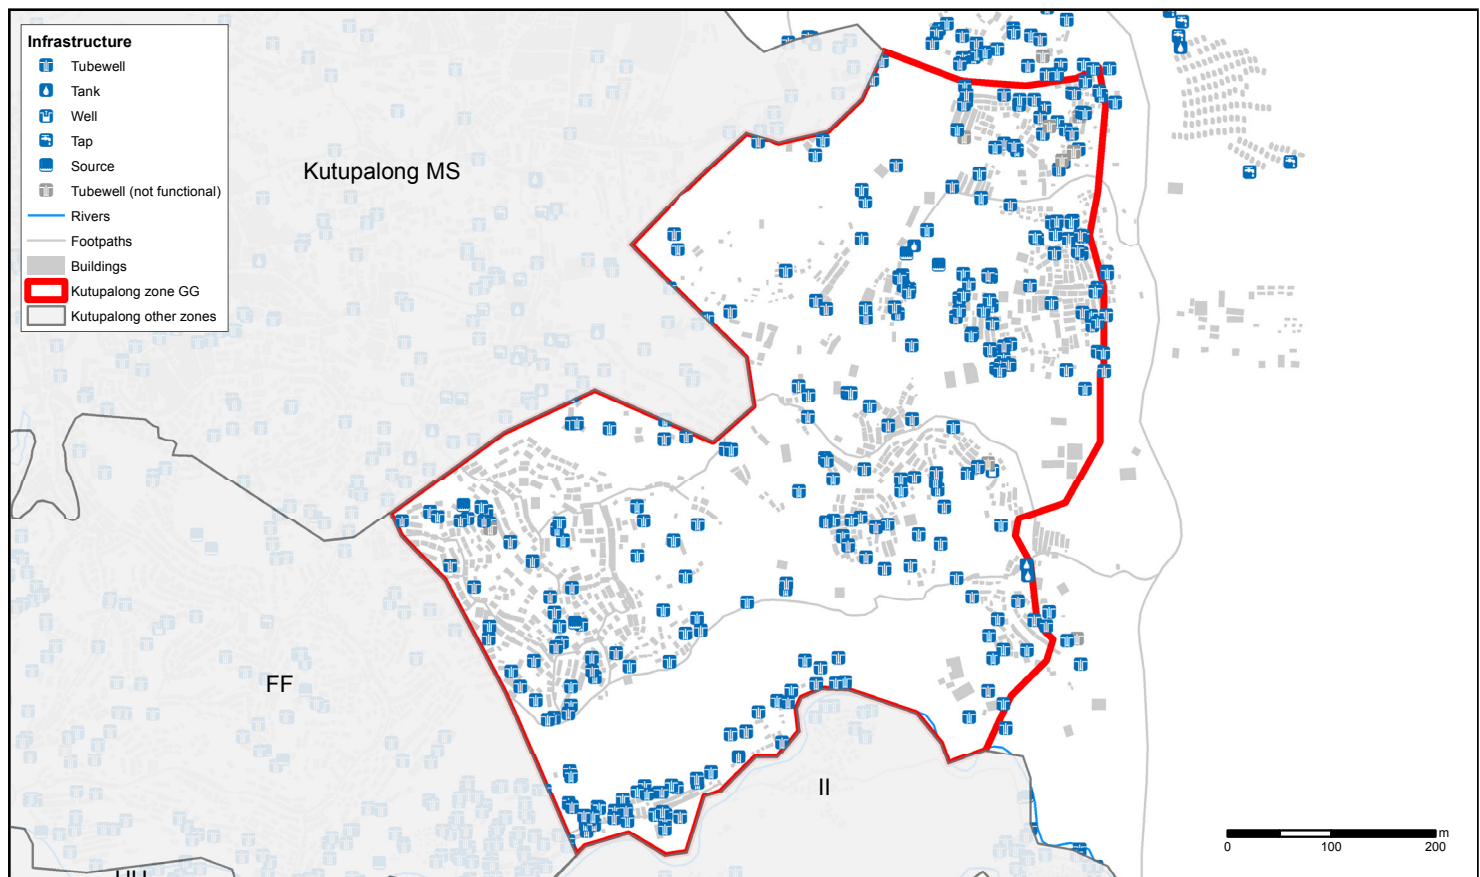 Infrastructure
Tubewell
Tank
Well
Tap
Source
Tubewell (not functional)
Rivers
Footpaths
Buildings
Kutupalong zone GG
Kutupalong other zones
Kutupalong MS
FF
II
HH
m
0 100 200